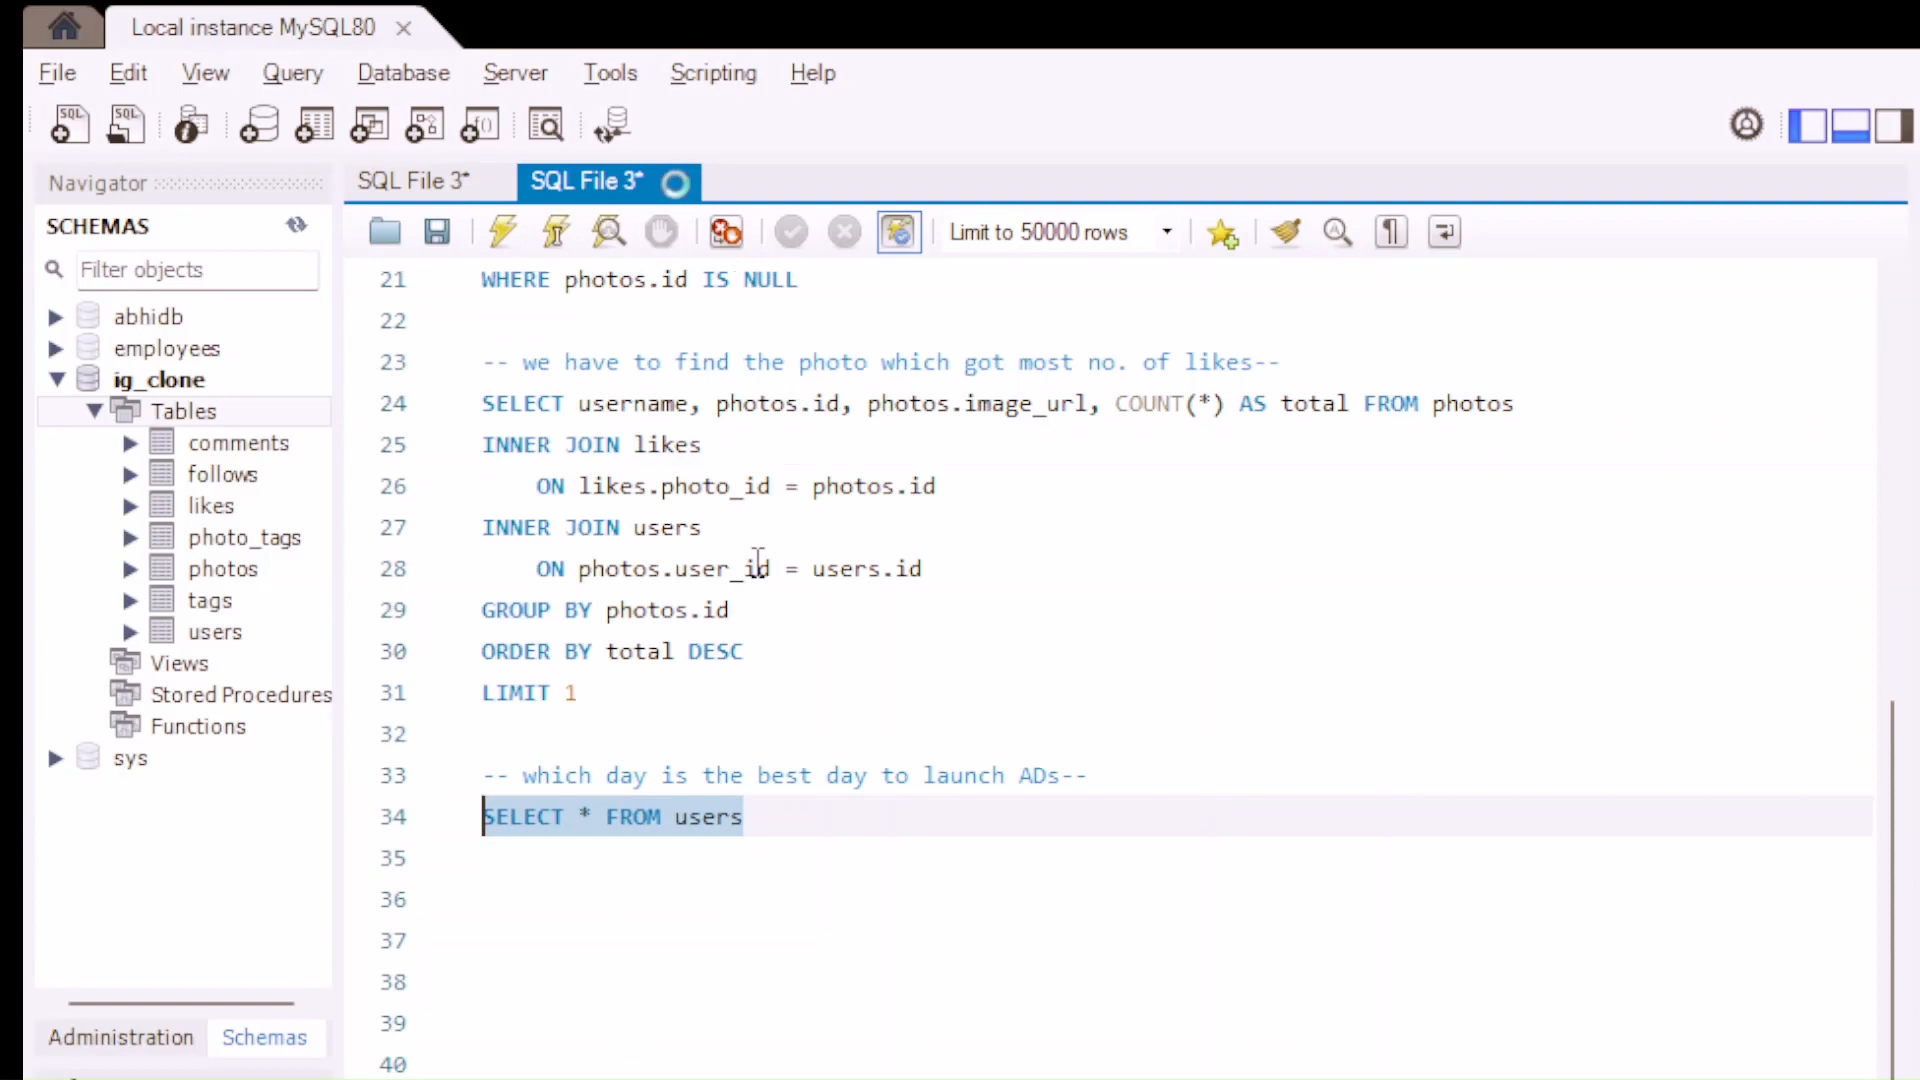 Local instance MySQL80
File Edit View Query Database Server Tools Scripting Help
SQL SQL
Navigator
SCHEMAS
Filter objects
abhidb
employees
ig_clone
Tables
comments
follows
likes
photo_tags
photos
tags
users
Views
Stored Procedures
Functions
sys
Administration Schemas
SQL File 3* SQL File 3*
Limit to 50000 rows
21 WHERE photos.id IS NULL
22
23 -- we have to find the photo which got most no. of likes--
24 SELECT username, photos.id, photos.image_url, COUNT(*) AS total FROM photos
25 INNER JOIN likes
26 ON likes.photo_id = photos.id
27 INNER JOIN users
28 ON photos.user_id = users.id
29 GROUP BY photos.id
30 ORDER BY total DESC
31 LIMIT 1
32
33 -- which day is the best day to launch ADs--
34 SELECT * FROM users
35
36
37
38
39
40